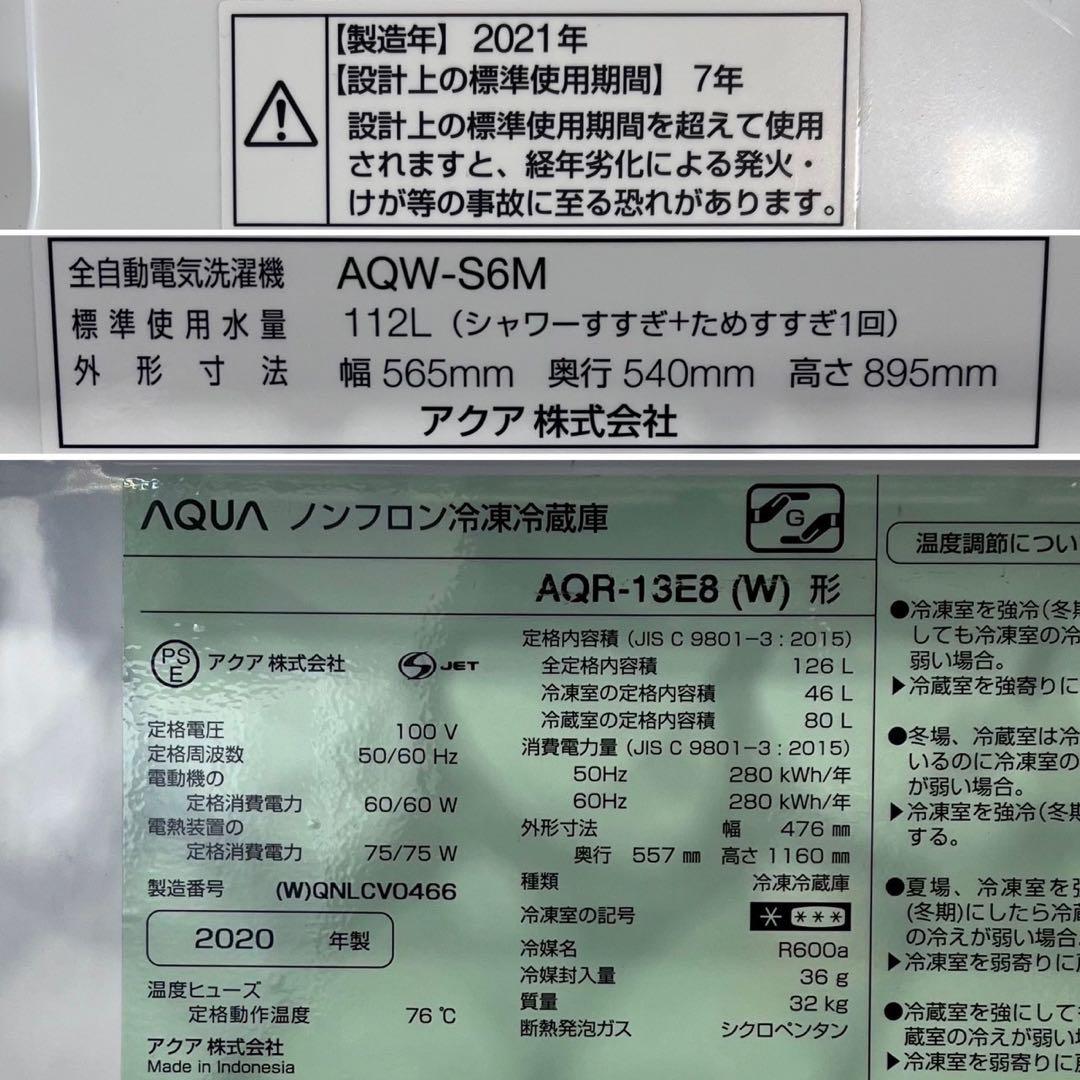 【製造年】 2021年
【設計上の標準使用期間】 7年
設計上の標準使用期間を超えて使用
されますと、経年劣化による発火・
けが等の事故に至る恐れがあります。
全自動電気洗濯機 AQW-S6M
標準使用水量 112L（シャワーすすぎ+ためすすぎ1回）
外形寸法 幅 565mm 奥行 540mm 高さ 895mm
アクア 株式会社
AQUA ノンフロン冷凍冷蔵庫
G
AQR-13E8 (W) 形
PS
E
アクア 株式会社
S JET
定格電圧 100 V
定格周波数 50/60 Hz
電動機の
定格消費電力 60/60 W
電熱装置の
定格消費電力 75/75 W
製造番号 (W)QNLCV0466
2020 年製
温度ヒューズ
定格動作温度 76 ℃
アクア 株式会社
Made in Indonesia
定格内容積 (JIS C 9801-3 : 2015)
全定格内容積 126 L
冷凍室の定格内容積 46 L
冷蔵室の定格内容積 80 L
消費電力量 (JIS C 9801-3 : 2015)
50Hz 280 kWh/年
60Hz 280 kWh/年
外形寸法 幅 476 ㎜
奥行 557 ㎜ 高さ 1160 ㎜
種類 冷凍冷蔵庫
冷凍室の記号 * ***
冷媒名 R600a
冷媒封入量 36 g
質量 32 kg
断熱発泡ガス シクロペンタン
温度調節につい
●冷凍室を強冷(冬期
しても冷凍室の冷
弱い場合。
▶冷蔵室を強寄りに
●冬場、冷蔵室は冷
いるのに冷凍室の
が弱い場合。
▶冷凍室を強冷(冬期
する。
●夏場、冷凍室を強
(冬期)にしたら冷蔵
の冷えが弱い場合
▶冷凍室を弱寄りに戻
●冷蔵室を強にして
蔵室の冷えが弱い
▶冷凍室を弱寄りに戻